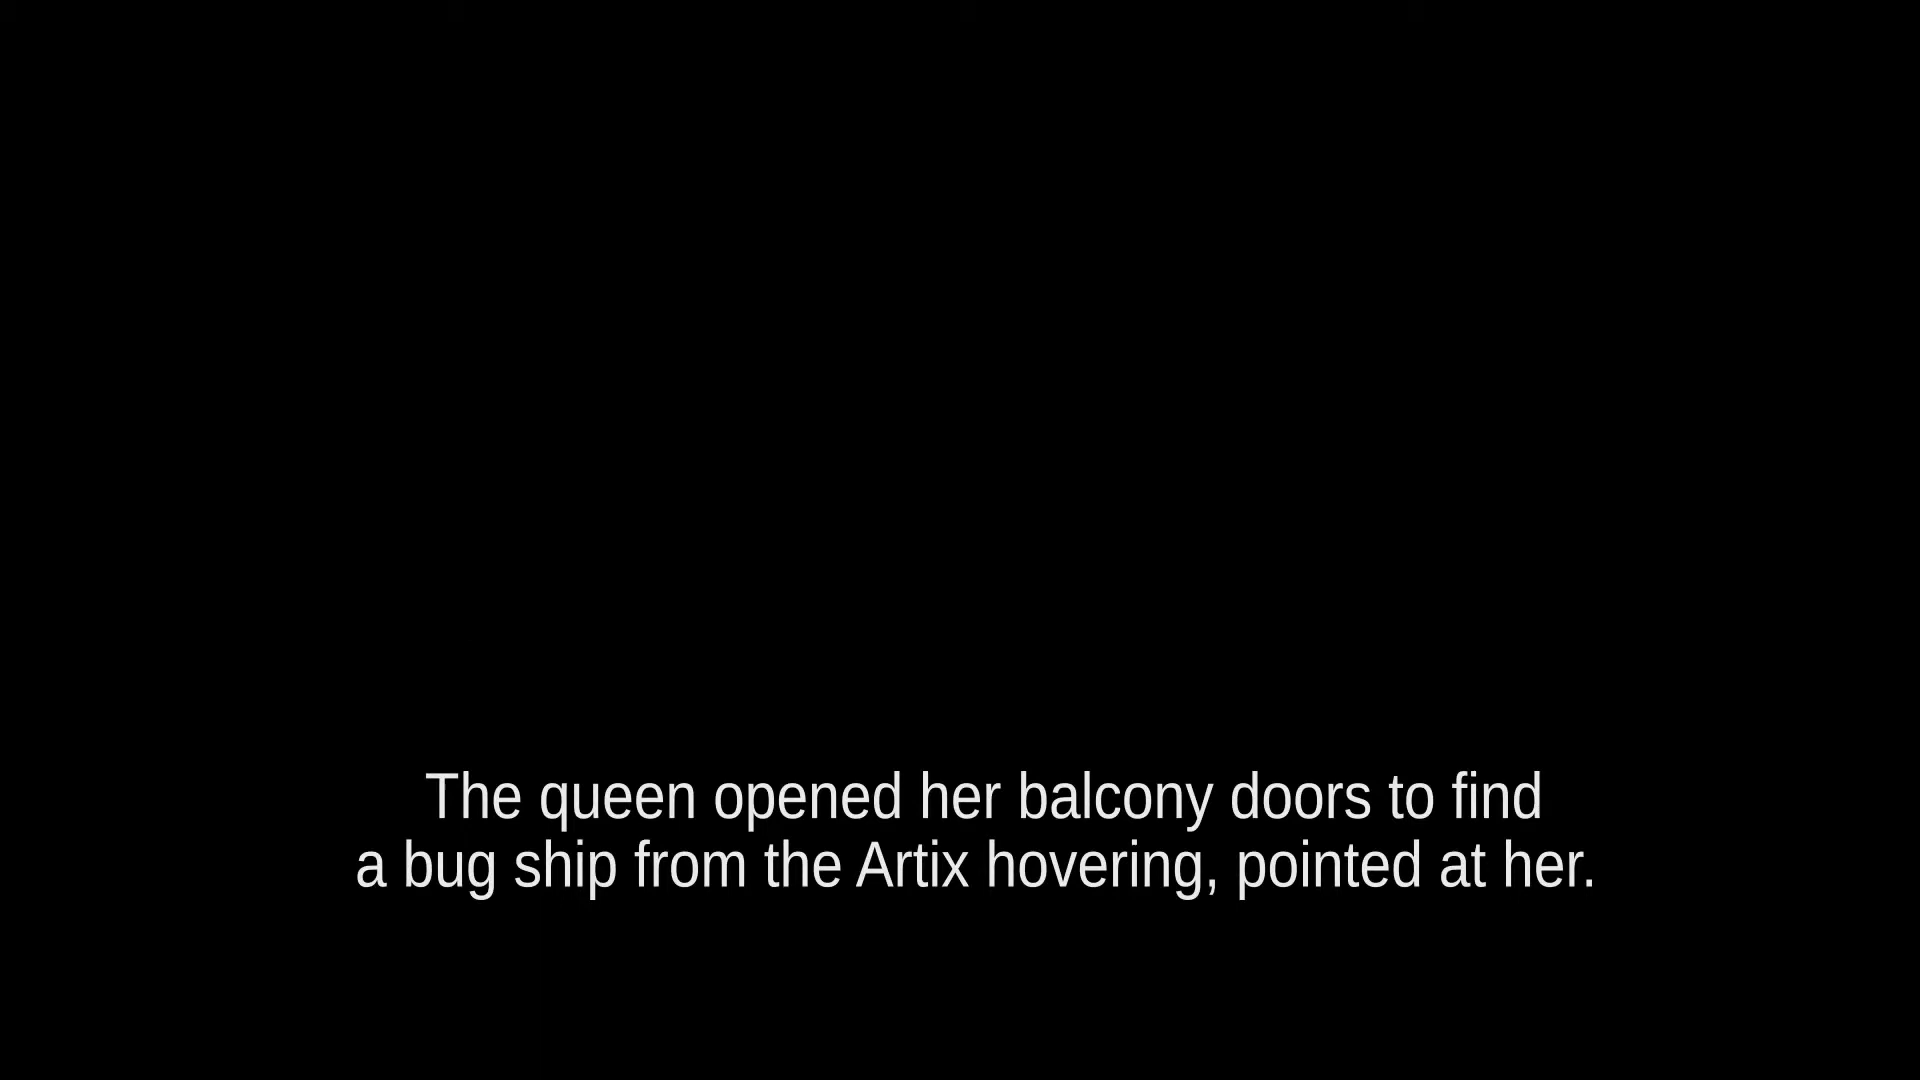 The queen opened her balcony doors to find
a bug ship from the Artix hovering, pointed at her.